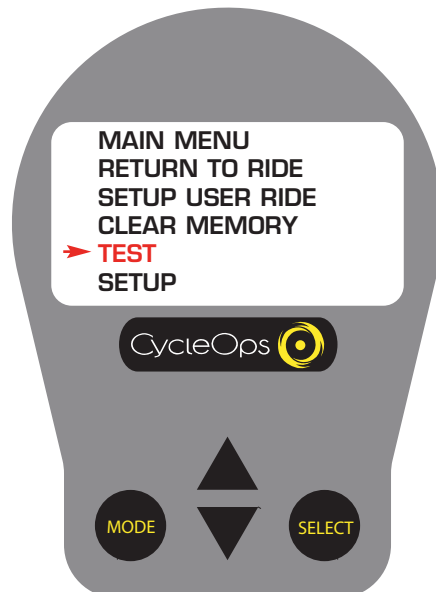 MAIN MENU
RETURN TO RIDE
SETUP USER RIDE
CLEAR MEMORY
TEST
SETUP
CycleOps
MODE
SELECT